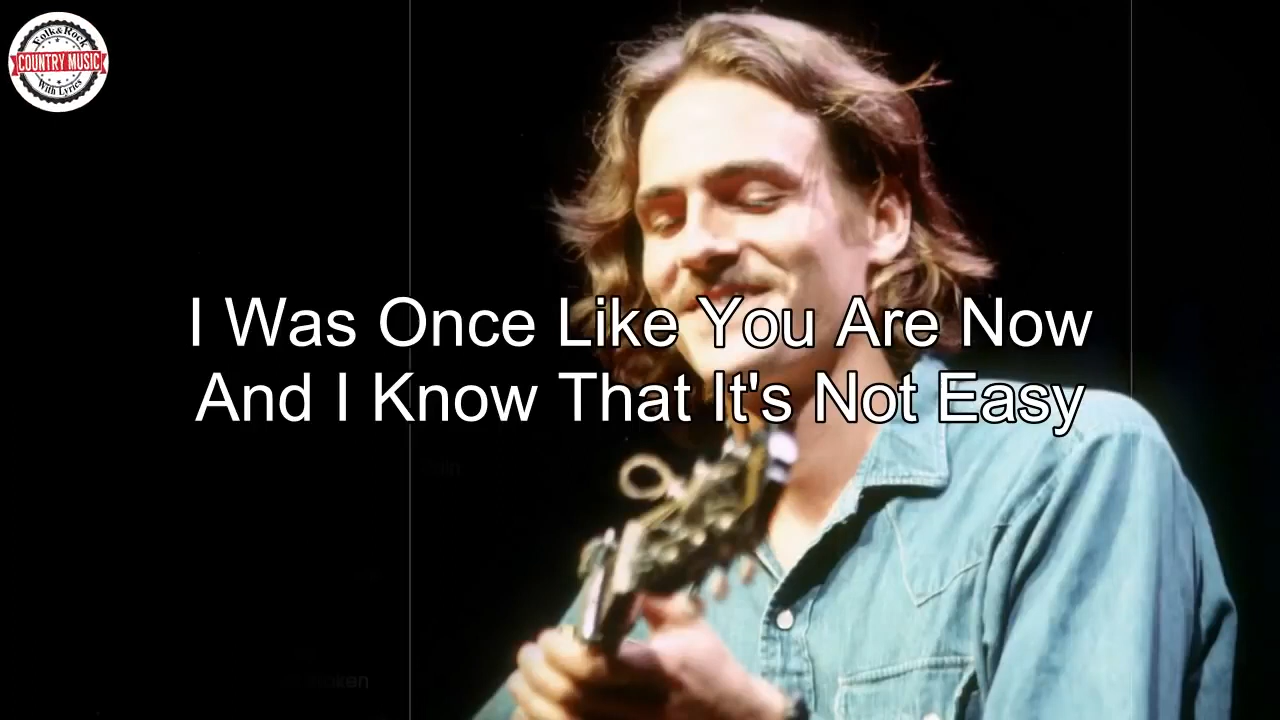 Folk&Rock
COUNTRY MUSIC
With Lyrics
I Was Once Like You Are Now
And I Know That It's Not Easy